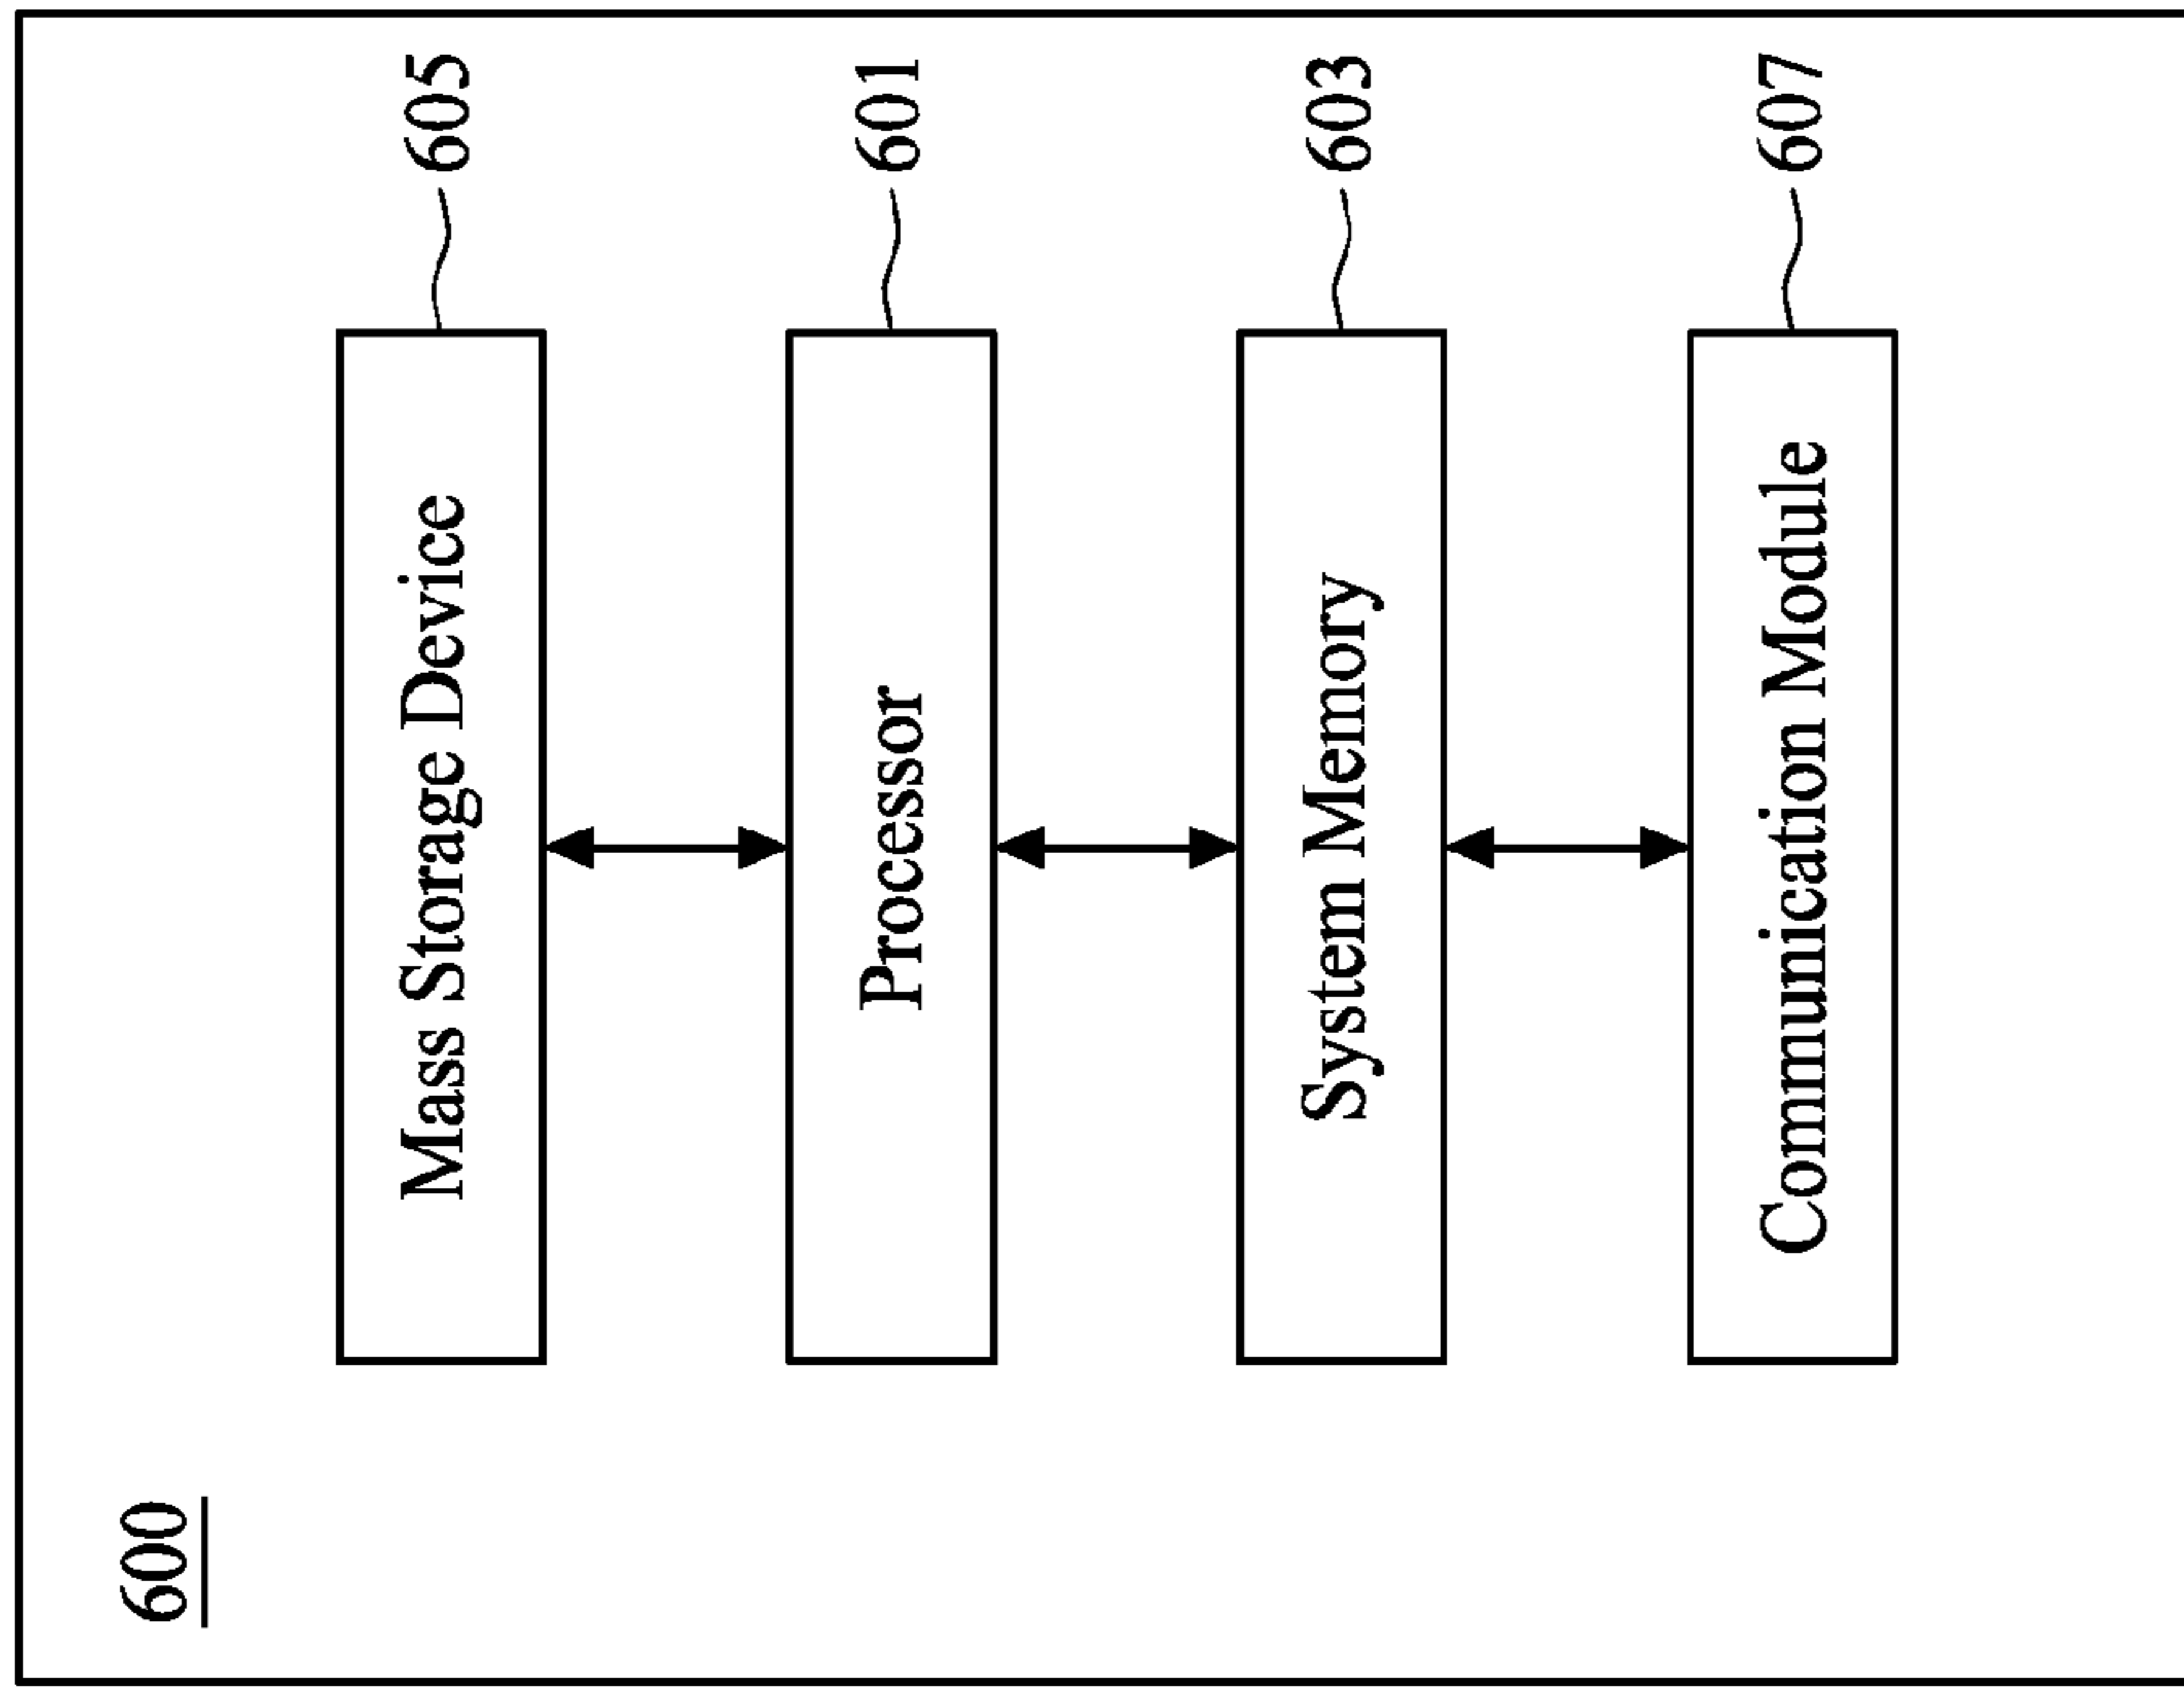 600
Mass Storage Device
605
Processor
601
System Memory
603
Communication Module
607